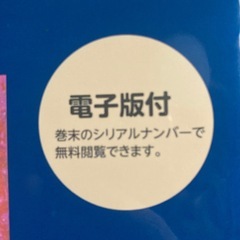 電子版付
巻末のシリアルナンバーで
無料閲覧できます。